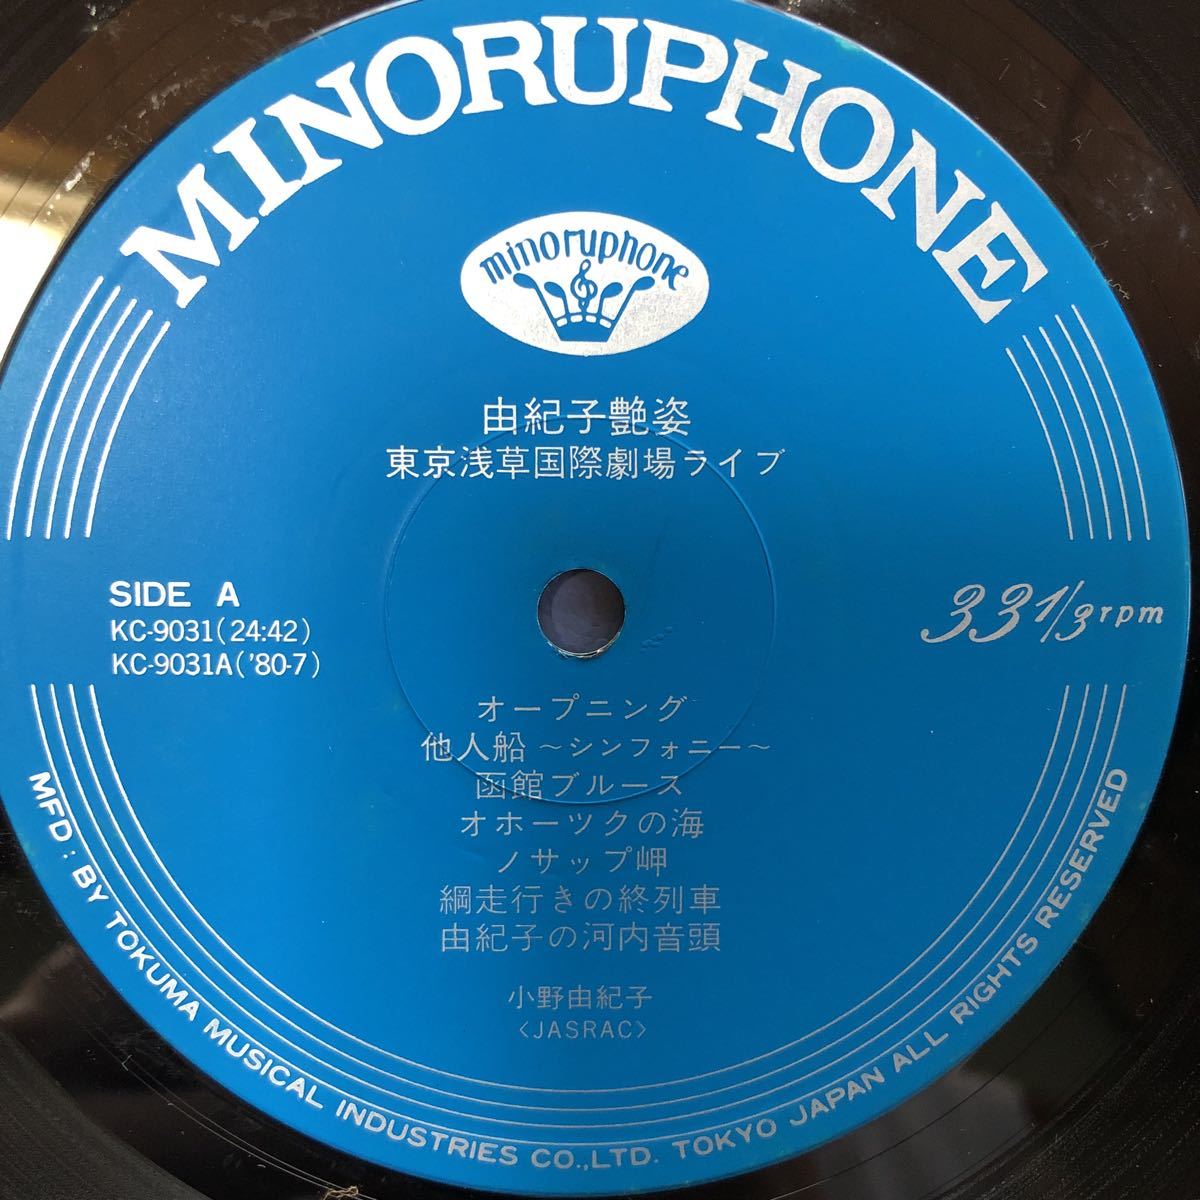 MINORUPHONE
minoruphone
由紀子艶姿
東京浅草国際劇場ライブ
SIDE A
KC-9031(24:42)
KC-9031A('80-7)
33 1/3 rpm
オープニング
他人船 ～シンフォニー～
函館ブルース
オホーツクの海
ノサップ岬
網走行きの終列車
由紀子の河内音頭
小野由紀子
〈JASRAC〉
MFD: BY TOKUMA MUSICAL INDUSTRIES CO.,LTD. TOKYO JAPAN ALL RIGHTS RESERVED